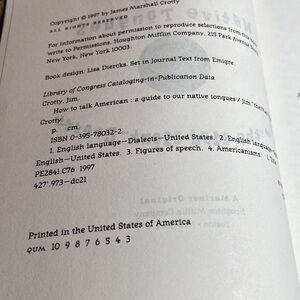 Copyright © 1997 by James Marshall Crotty
ALL RIGHTS RESERVED
For information about permission to reproduce selections from this
write to Permissions, Houghton Mifflin Company, 215 Park Avenue
New York, New York 10003.
Book design: Lisa Diercks. Set in Journal Text from Emigre.
Library of Congress Cataloging-in-Publication Data
Crotty, Jim.
How to talk American : a guide to our native tongues / Jim "the
Crotty.
p. cm.
ISBN 0-395-78032-2
1. English language—Dialects—United States. 2. English language—
English—United States. 3. Figures of speech. 4. Americanisms. I.
PE2841.C76 1997
427'.973—dc21
Printed in the United States of America
QUM 10 9 8 7 6 5 4 3